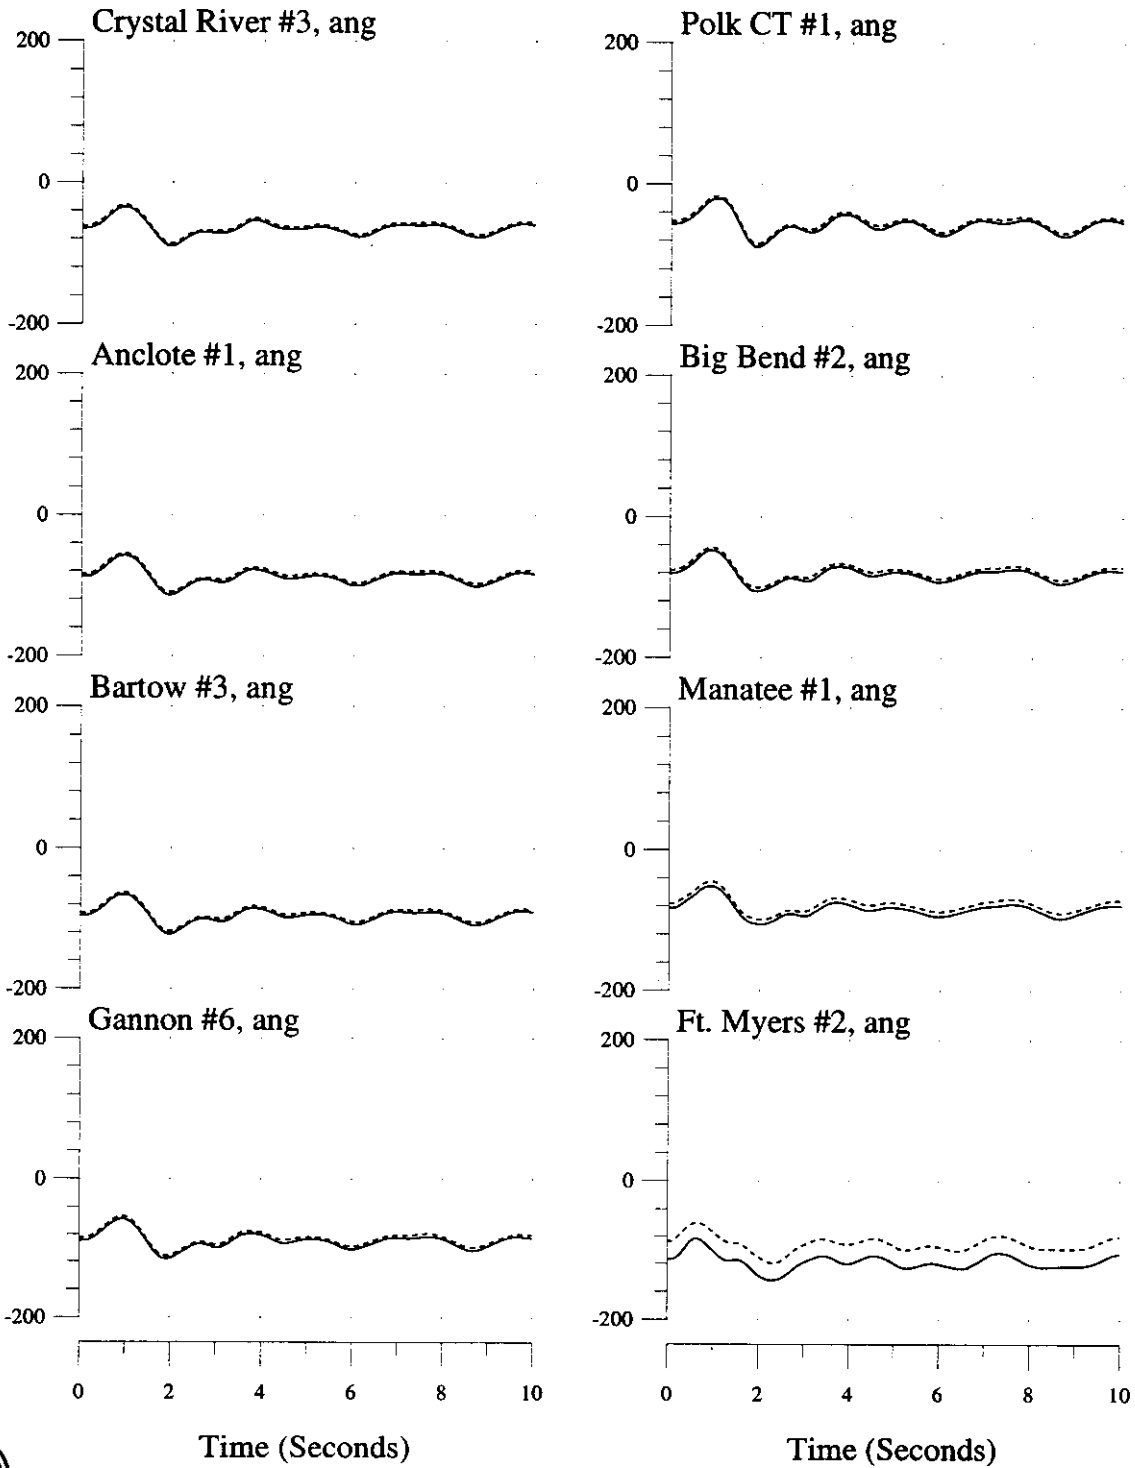 Crystal River #3, ang
200
0
-200
Anclote #1, ang
200
0
-200
Bartow #3, ang
200
0
-200
Gannon #6, ang
200
0
-200
0 2 4 6 8 10
Time (Seconds)
Polk CT #1, ang
200
0
-200
Big Bend #2, ang
200
0
-200
Manatee #1, ang
200
0
-200
Ft. Myers #2, ang
200
0
-200
0 2 4 6 8 10
Time (Seconds)